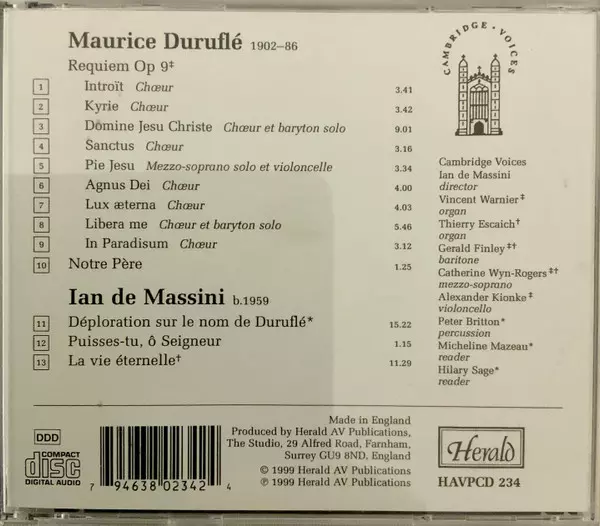 Maurice Duruflé 1902–86
Requiem Op 9‡
1 Introït Chœur 3.41
2 Kyrie Chœur 3.42
3 Domine Jesu Christe Chœur et baryton solo 9.01
4 Sanctus Chœur 3.16
5 Pie Jesu Mezzo-soprano solo et violoncelle 3.34
6 Agnus Dei Chœur 4.00
7 Lux æterna Chœur 4.03
8 Libera me Chœur et baryton solo 5.46
9 In Paradisum Chœur 3.12
10 Notre Père 1.25
Ian de Massini b.1959
11 Déploration sur le nom de Duruflé* 15.22
12 Puisses-tu, ô Seigneur 1.15
13 La vie éternelle† 11.29
CAMBRIDGE · VOICES
Cambridge Voices
Ian de Massini
director
Vincent Warnier‡
organ
Thierry Escaich†
organ
Gerald Finley‡†
baritone
Catherine Wyn-Rogers‡†
mezzo-soprano
Alexander Kionke‡
violoncello
Peter Britton*
percussion
Micheline Mazeau*
reader
Hilary Sage*
reader
DDD
COMPACT
disc
DIGITAL AUDIO
7 94638 02342 4
Made in England
Produced by Herald AV Publications,
The Studio, 29 Alfred Road, Farnham,
Surrey GU9 8ND, England
© 1999 Herald AV Publications
℗ 1999 Herald AV Publications
Herald
HAVPCD 234